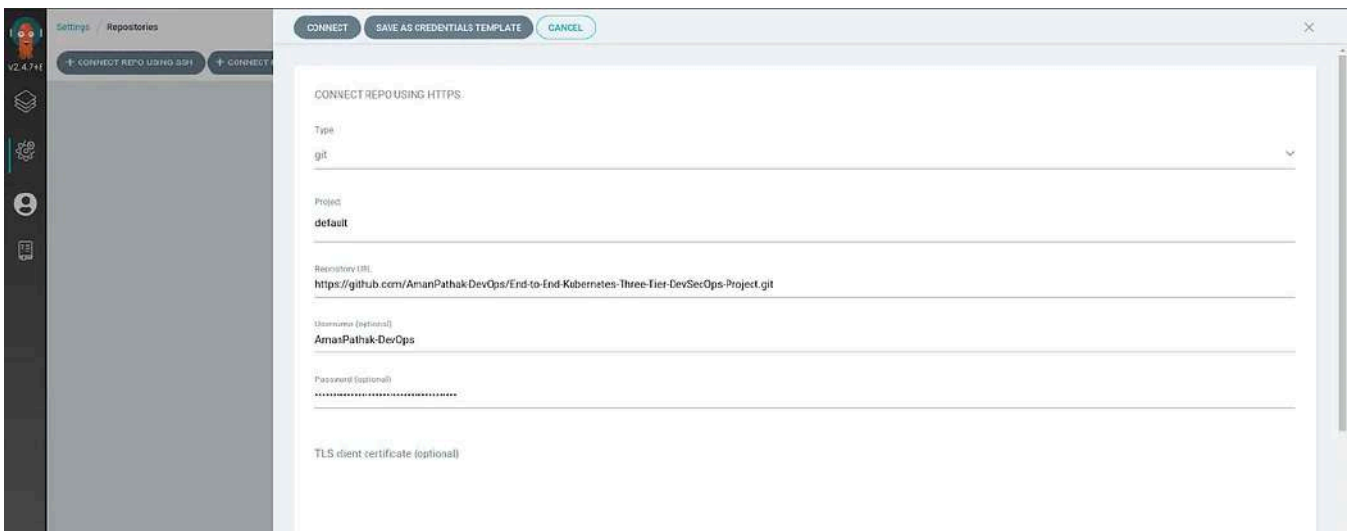 Settings / Repositories
CONNECT SAVE AS CREDENTIALS TEMPLATE CANCEL
v2.4.7+
+ CONNECT REPO USING SSH + CONNECT
CONNECT REPO USING HTTPS
Type
git
Project
default
Repository URL
https://github.com/AmanPathak-DevOps/End-to-End-Kubernetes-Three-Tier-DevSecOps-Project.git
Username (optional)
AmanPathak-DevOps
Password (optional)
TLS client certificate (optional)